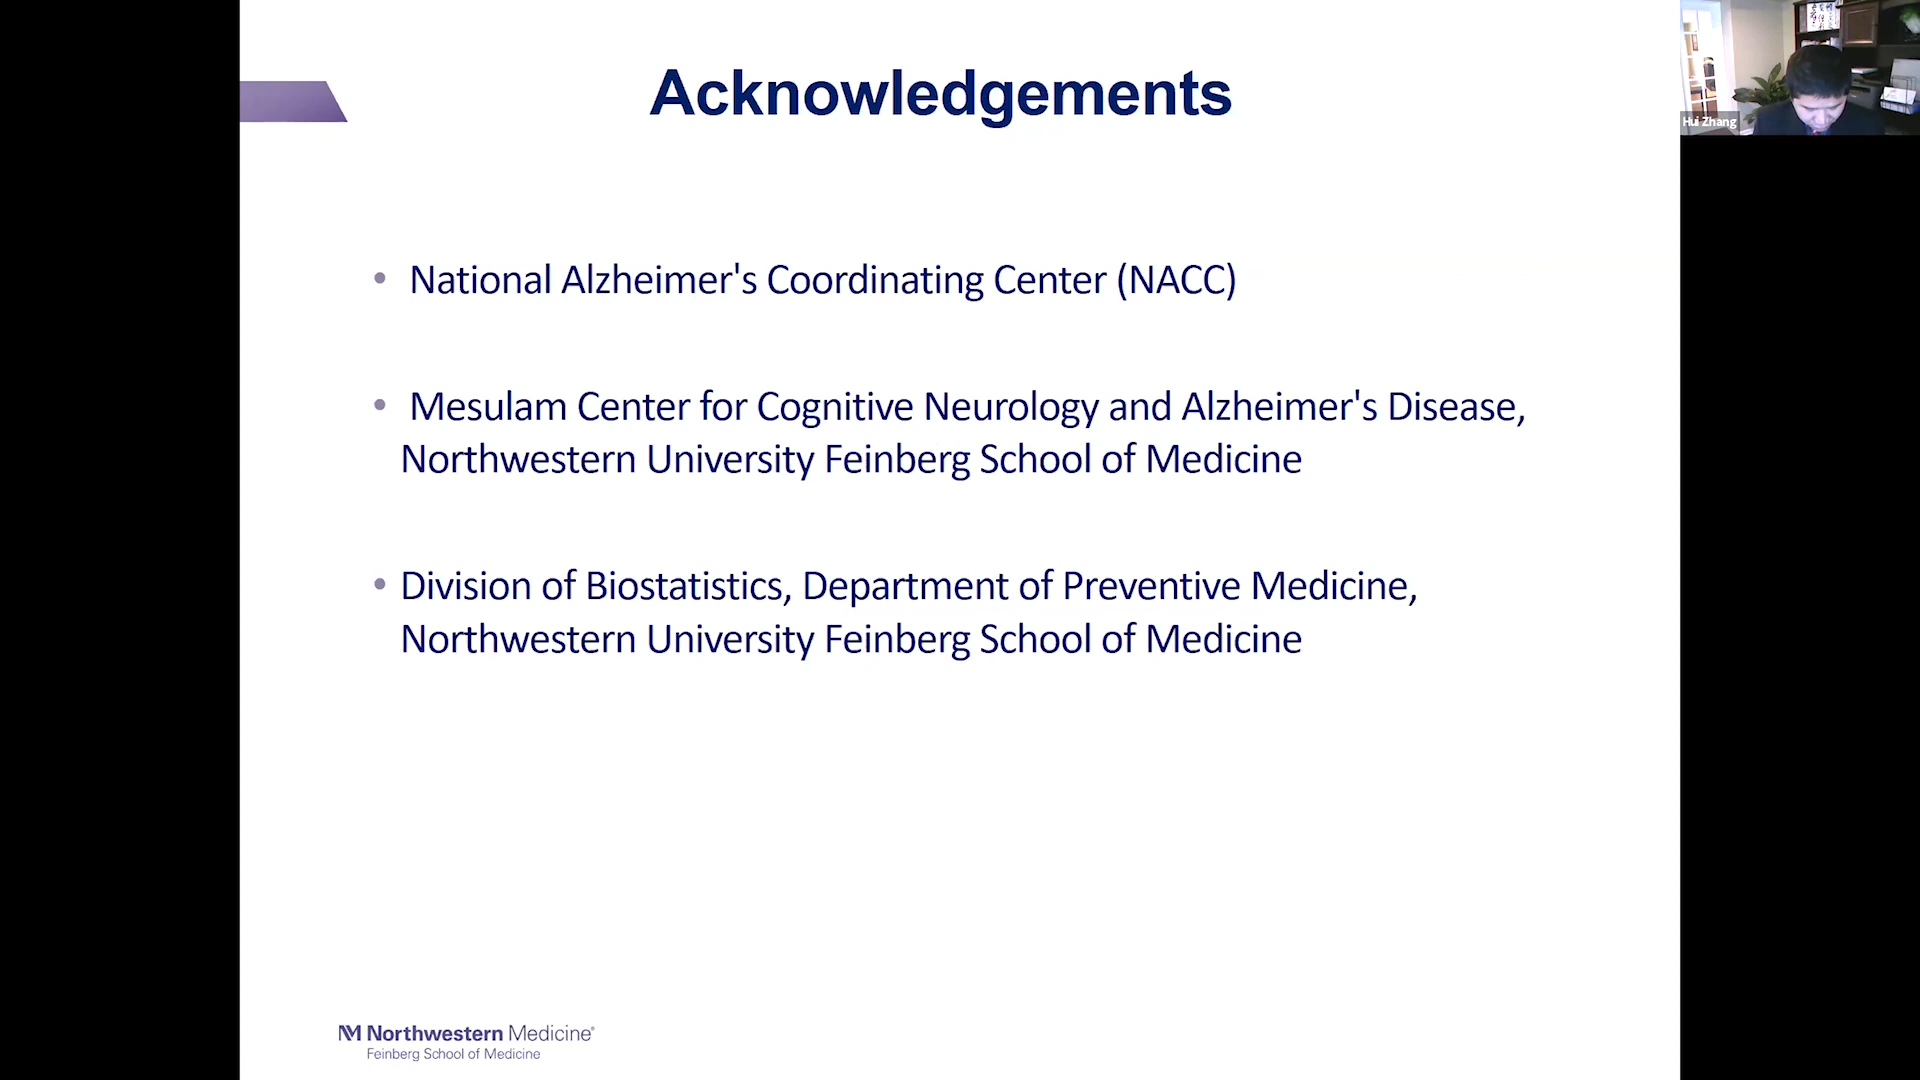 Acknowledgements
Hui Zhang
• National Alzheimer's Coordinating Center (NACC)
• Mesulam Center for Cognitive Neurology and Alzheimer's Disease,
Northwestern University Feinberg School of Medicine
• Division of Biostatistics, Department of Preventive Medicine,
Northwestern University Feinberg School of Medicine
NM Northwestern Medicine®
Feinberg School of Medicine